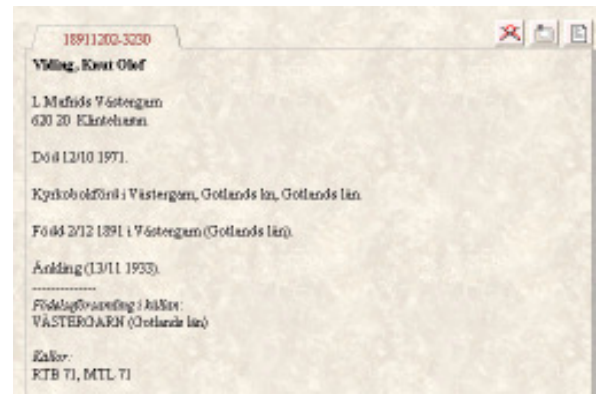 18911202-3230
Viding, Knut Olof
L Mafrids Västergarn
620 20 Klintehamn
Död 12/10 1971.
Kyrkobokförd i Västergarn, Gotlands kn, Gotlands län
Född 2/12 1891 i Västergarn (Gotlands län).
Änkling (13/11 1933).
--------------
Födelseförsamling i källan:
VÄSTERGARN (Gotlands län)
Källor:
RTB 71, MTL 71